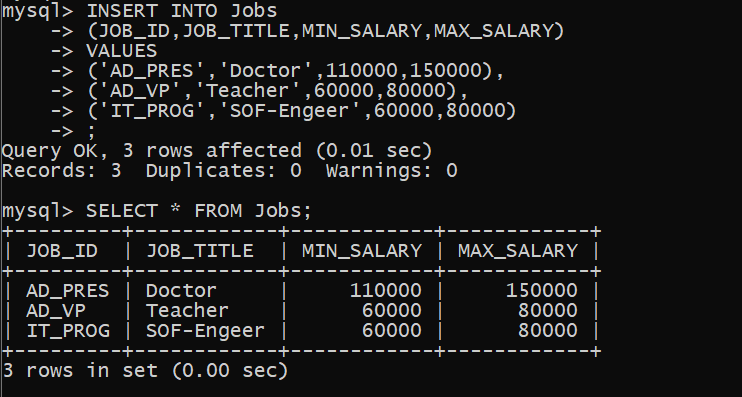 mysql> INSERT INTO Jobs
    -> (JOB_ID,JOB_TITLE,MIN_SALARY,MAX_SALARY)
    -> VALUES
    -> ('AD_PRES','Doctor',110000,150000),
    -> ('AD_VP','Teacher',60000,80000),
    -> ('IT_PROG','SOF-Engeer',60000,80000)
    -> ;
Query OK, 3 rows affected (0.01 sec)
Records: 3  Duplicates: 0  Warnings: 0

mysql> SELECT * FROM Jobs;
+---------+------------+------------+------------+
| JOB_ID  | JOB_TITLE  | MIN_SALARY | MAX_SALARY |
+---------+------------+------------+------------+
| AD_PRES | Doctor     |     110000 |     150000 |
| AD_VP   | Teacher    |      60000 |      80000 |
| IT_PROG | SOF-Engeer |      60000 |      80000 |
+---------+------------+------------+------------+
3 rows in set (0.00 sec)